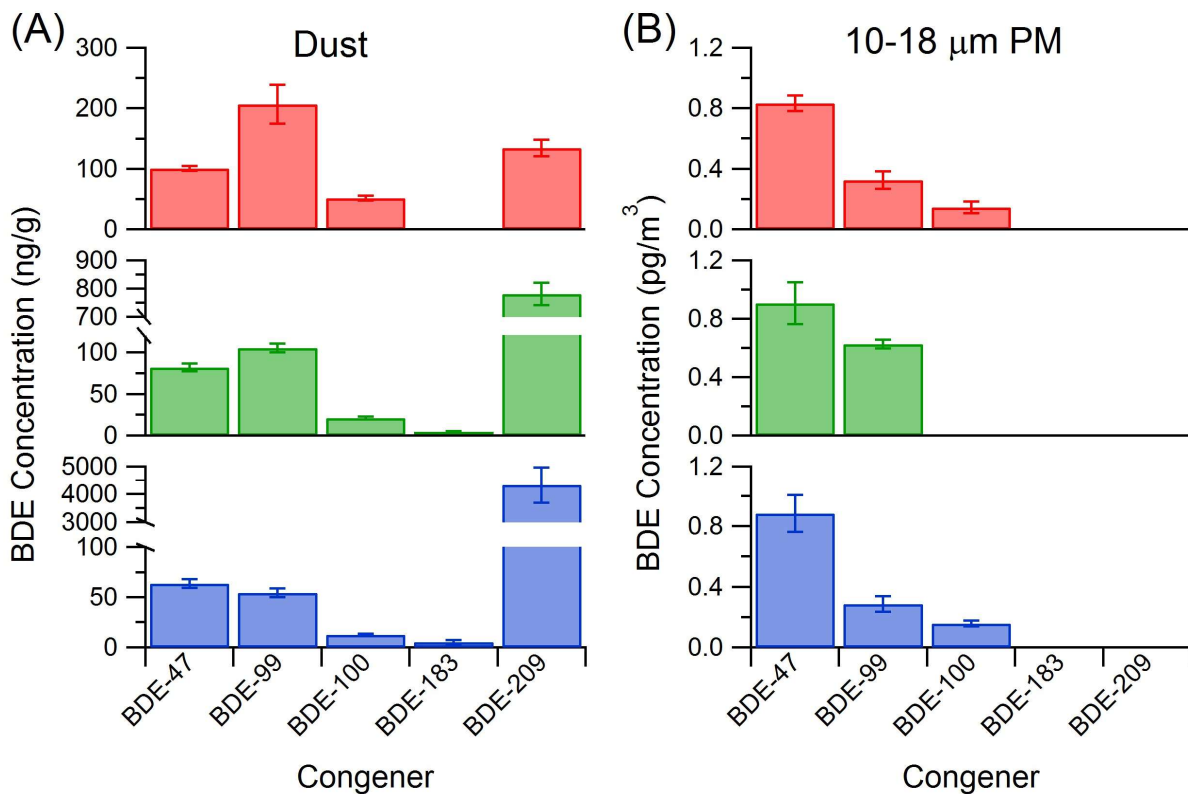 (A)
Dust
BDE Concentration (ng/g)
300
200
100
0
900
800
700
100
50
0
5000
4000
3000
100
50
0
BDE-47
BDE-99
BDE-100
BDE-183
BDE-209
Congener
(B)
10-18 μm PM
BDE Concentration (pg/m³)
1.2
0.8
0.4
0.0
1.2
0.8
0.4
0.0
1.2
0.8
0.4
0.0
BDE-47
BDE-99
BDE-100
BDE-183
BDE-209
Congener